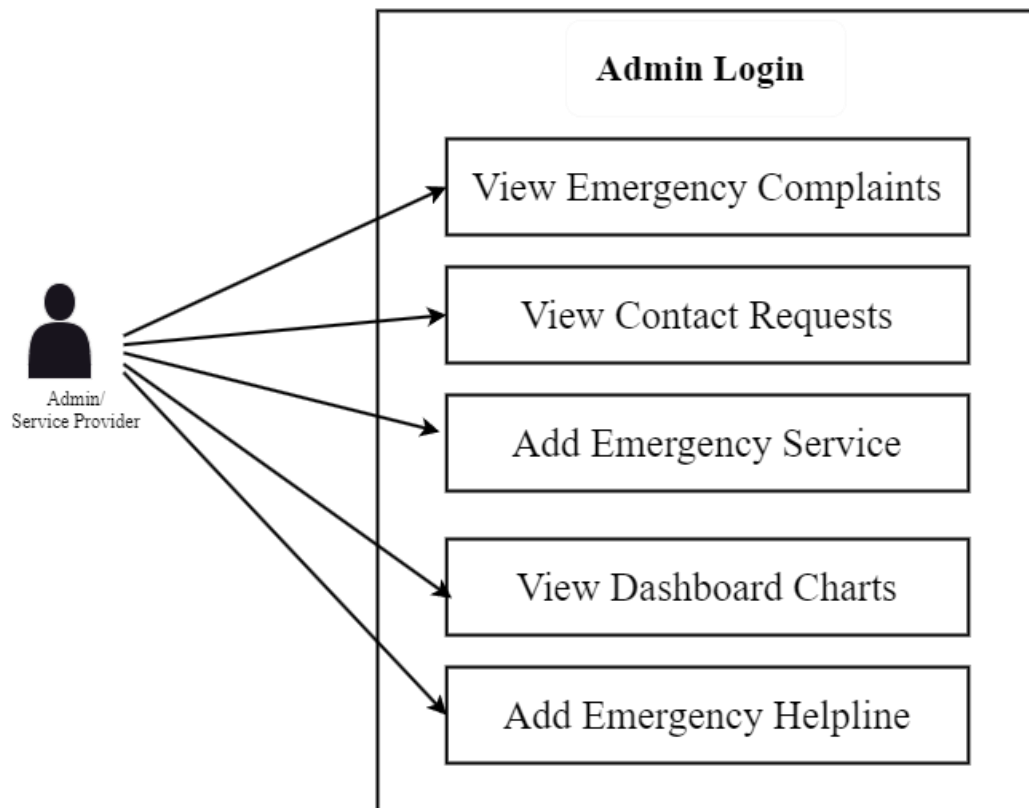 Admin Login
View Emergency Complaints
View Contact Requests
Admin/
Service Provider
Add Emergency Service
View Dashboard Charts
Add Emergency Helpline